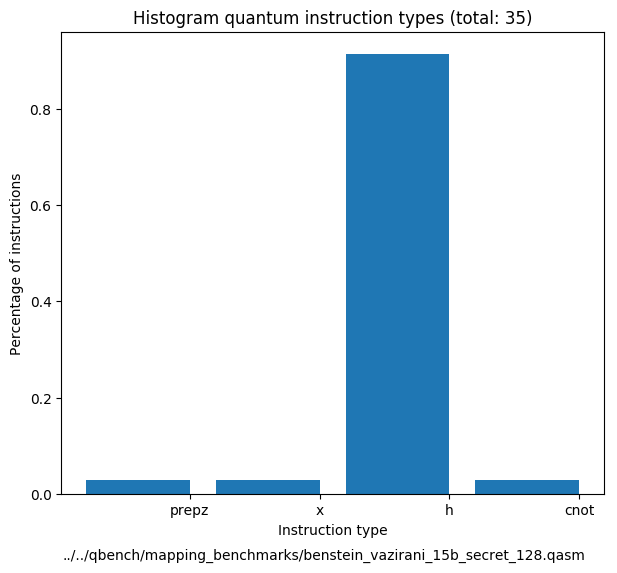 Histogram quantum instruction types (total: 35)
Percentage of instructions
0.8
0.6
0.4
0.2
0.0
prepz x h cnot
Instruction type
../../qbench/mapping_benchmarks/benstein_vazirani_15b_secret_128.qasm